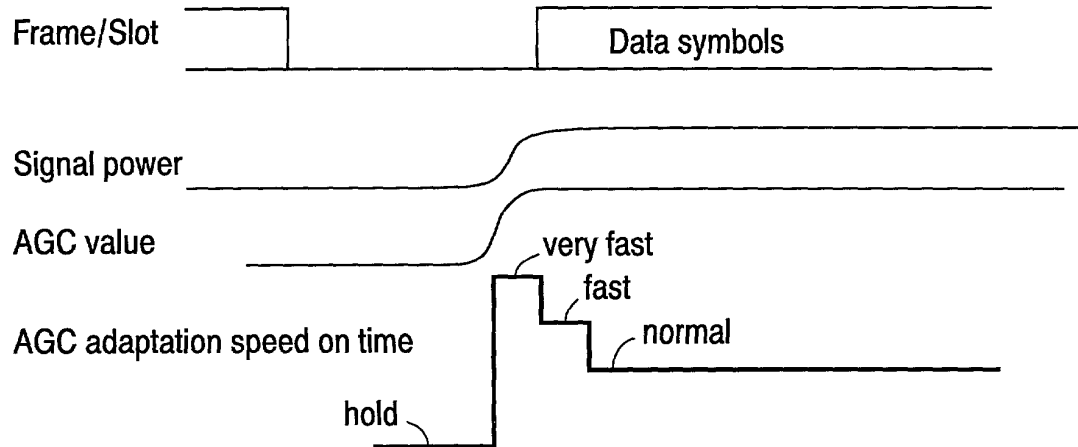 Frame/Slot
Data symbols
Signal power
AGC value
very fast
fast
AGC adaptation speed on time
normal
hold